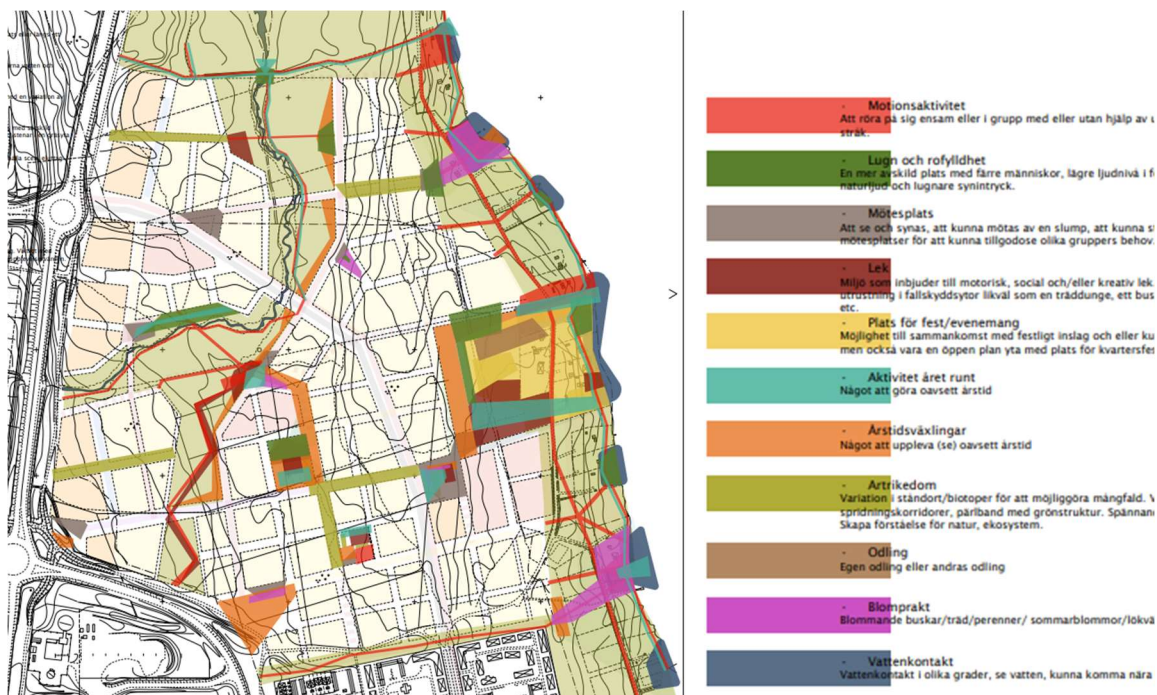 - Motionsaktivitet
Att röra på sig ensam eller i grupp med eller utan hjälp av u
stråk.
- Lugn och rofylldhet
En mer avskild plats med färre människor, lägre ljudnivå i f
naturljud och lugnare synintryck.
- Mötesplats
Att se och synas, att kunna mötas av en slump, att kunna st
mötesplatser för att kunna tillgodose olika gruppers behov.
- Lek
Miljö som inbjuder till motorisk, social och/eller kreativ lek.
utrustning i fallskyddsytor likväl som en träddunge, ett bus
etc.
- Plats för fest/evenemang
Möjlighet till sammankomst med festligt inslag och eller ku
men också vara en öppen plan yta med plats för kvartersfes
- Aktivitet året runt
Något att göra oavsett årstid
- Årstidsväxlingar
Något att uppleva (se) oavsett årstid
- Artrikedom
Variation i ståndort/biotoper för att möjliggöra mångfald. V
spridningskorridorer, pärlband med grönstruktur. Spännan
Skapa förståelse för natur, ekosystem.
- Odling
Egen odling eller andras odling
- Blomprakt
Blommande buskar/träd/perenner/ sommarblommor/lökvä
- Vattenkontakt
Vattenkontakt i olika grader, se vatten, kunna komma nära